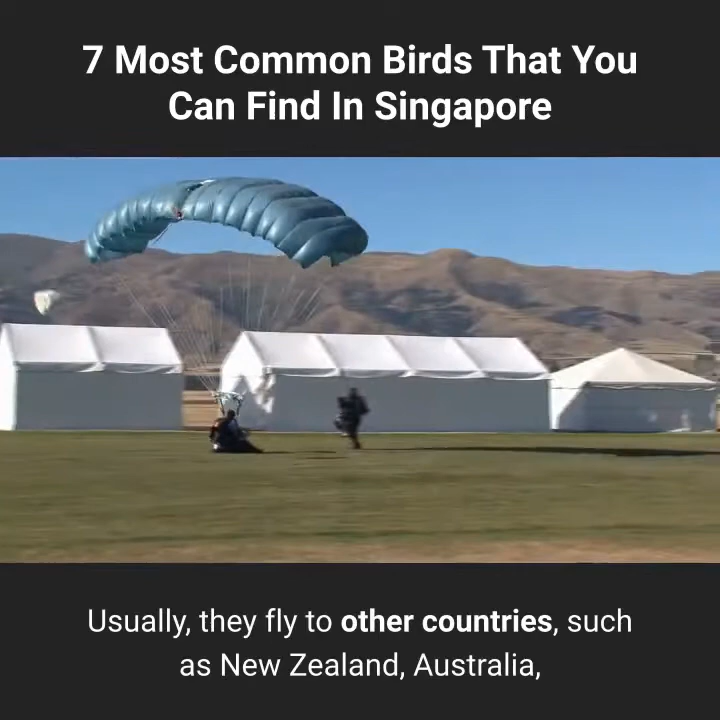 7 Most Common Birds That You
Can Find In Singapore
Usually, they fly to other countries, such
as New Zealand, Australia,